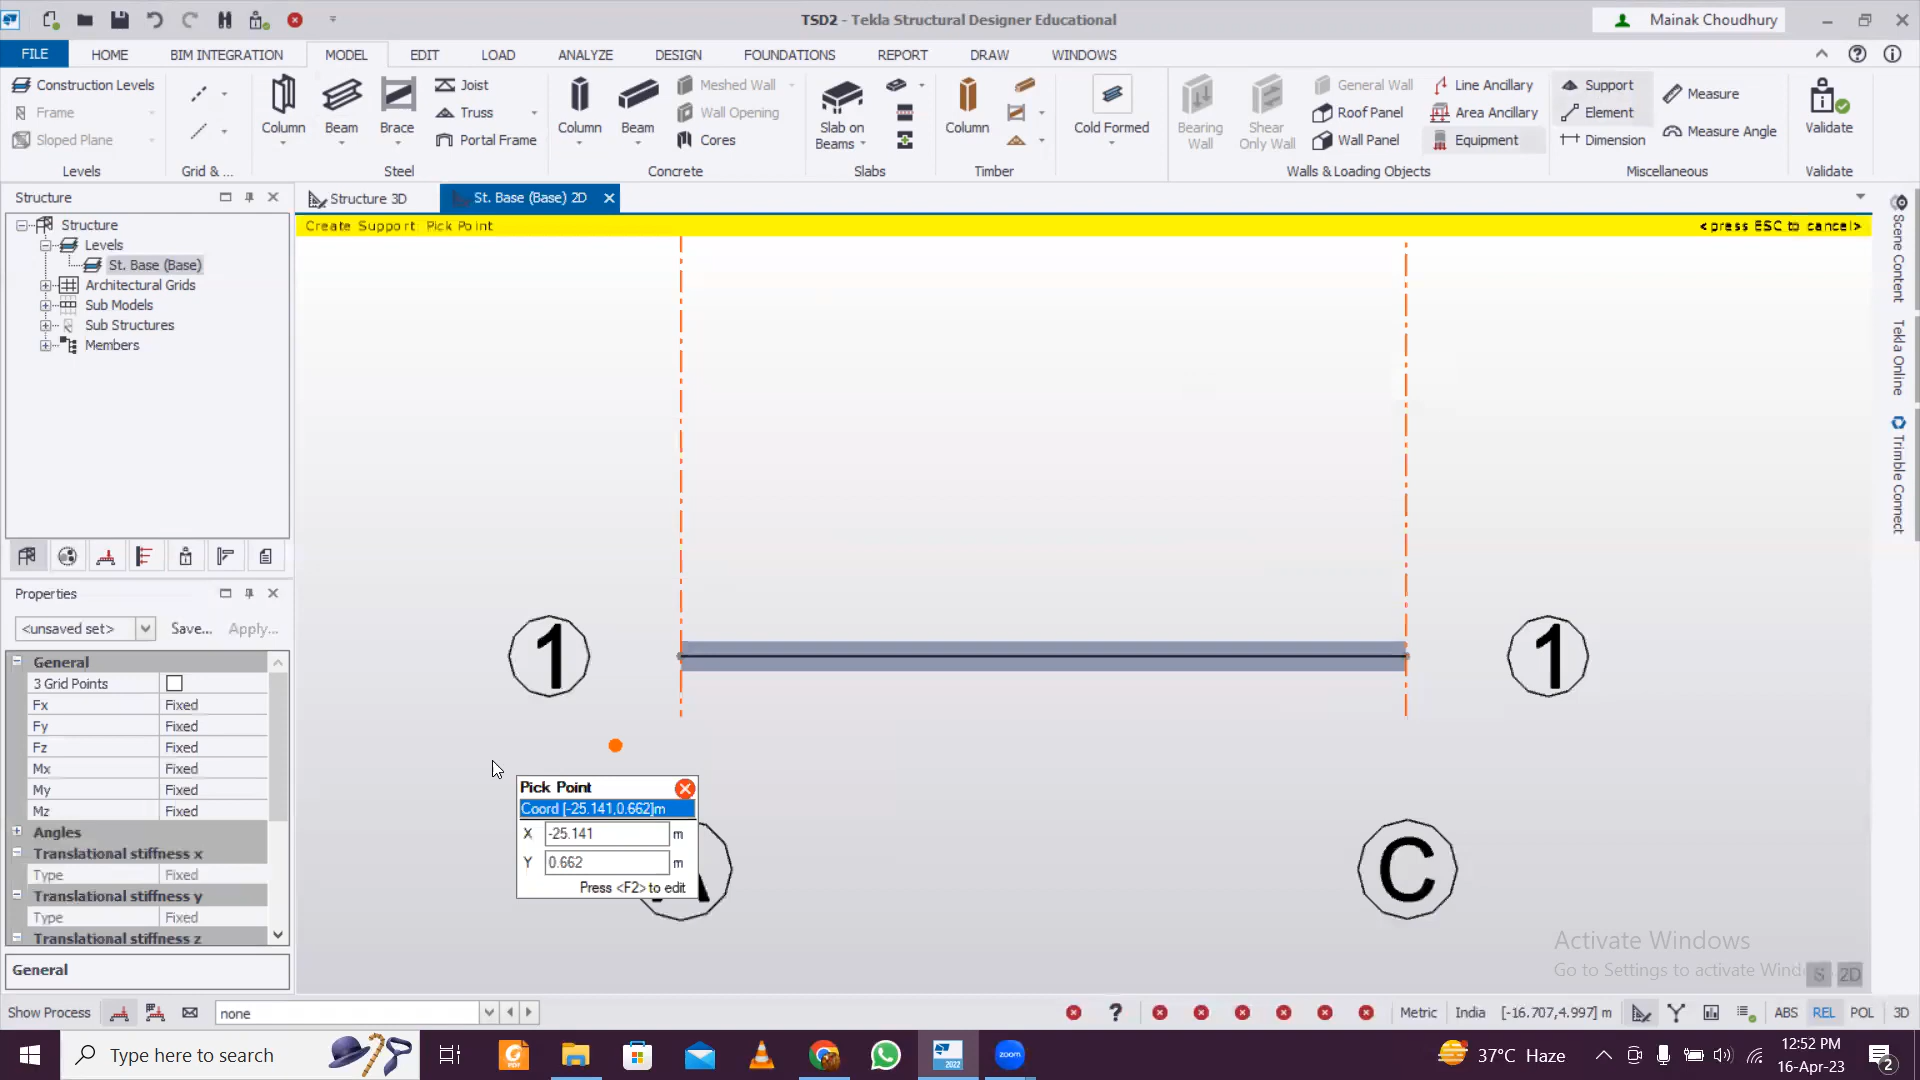 TSD2 - Tekla Structural Designer Educational
Mainak Choudhury
FILE
HOME
BIM INTEGRATION
MODEL
EDIT
LOAD
ANALYZE
DESIGN
FOUNDATIONS
REPORT
DRAW
WINDOWS
Construction Levels
Frame
Sloped Plane
Levels
Grid & ...
Column
Beam
Brace
Joist
Truss
Portal Frame
Steel
Column
Beam
Meshed Wall
Wall Opening
Cores
Concrete
Slab on
Beams
Slabs
Column
Timber
Cold Formed
Bearing
Wall
Shear
Only Wall
General Wall
Roof Panel
Wall Panel
Line Ancillary
Area Ancillary
Equipment
Walls & Loading Objects
Support
Element
Dimension
Measure
Measure Angle
Miscellaneous
Validate
Validate
Structure
Structure 3D
St. Base (Base) 2D
Create Support: Pick Point
<press ESC to cancel>
Structure
Levels
St. Base (Base)
Architectural Grids
Sub Models
Sub Structures
Members
Scene Content
Tekla Online
Trimble Connect
Properties
<unsaved set>
Save...
Apply...
General
3 Grid Points
Fx Fixed
Fy Fixed
Fz Fixed
Mx Fixed
My Fixed
Mz Fixed
Angles
Translational stiffness x
Type Fixed
Translational stiffness y
Type Fixed
Translational stiffness z
General
1
1
Pick Point
Coord [-25.141,0.662]m
X -25.141 m
Y 0.662 m
Press <F2> to edit
C
Activate Windows
Go to Settings to activate Wind
S 2D
Show Process
none
Metric
India
[-16.707,4.997] m
ABS
REL
POL
3D
Type here to search
2022
zoom
37°C Haze
12:52 PM
16-Apr-23
2